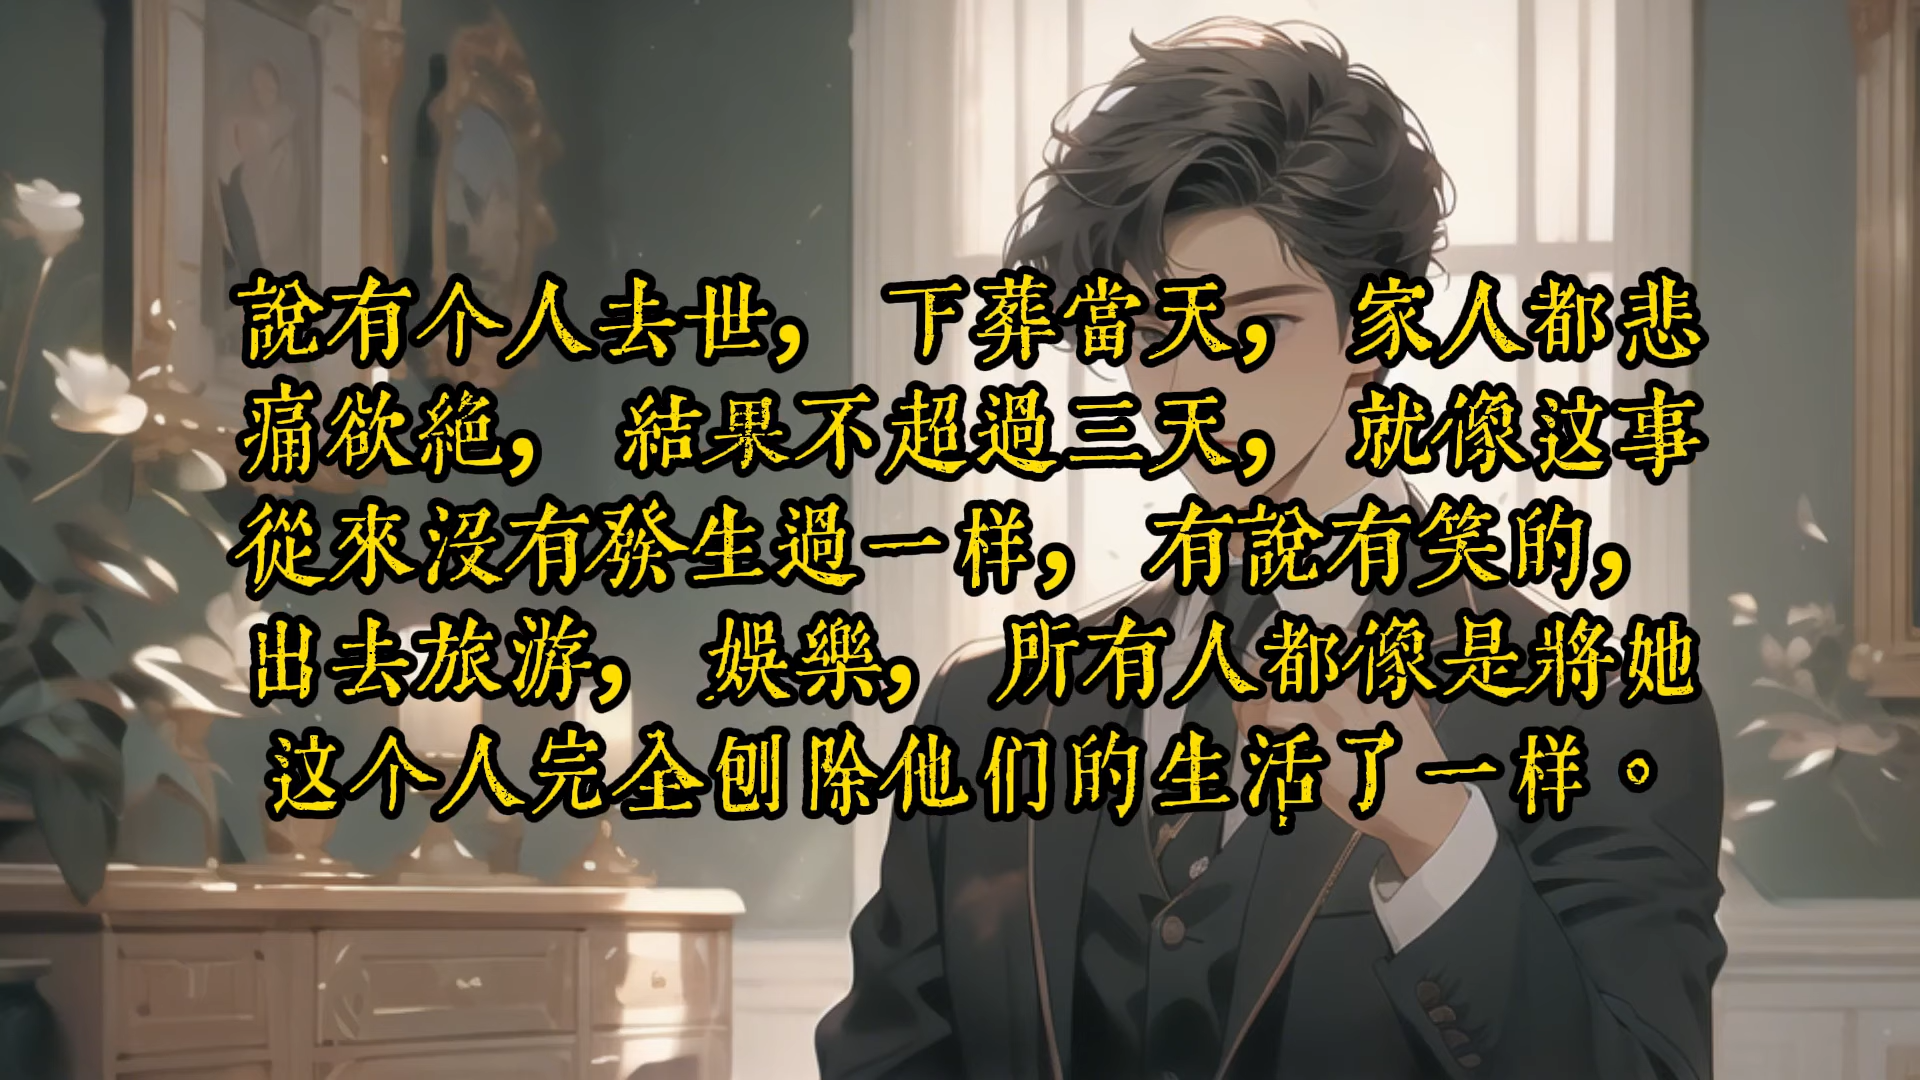 說有个人去世，下葬當天，家人都悲
痛欲絕，結果不超過三天，就像这事
從來沒有發生過一样，有說有笑的，
出去旅游，娛樂，所有人都像是將她
这个人完全刨除他们的生活了一样。